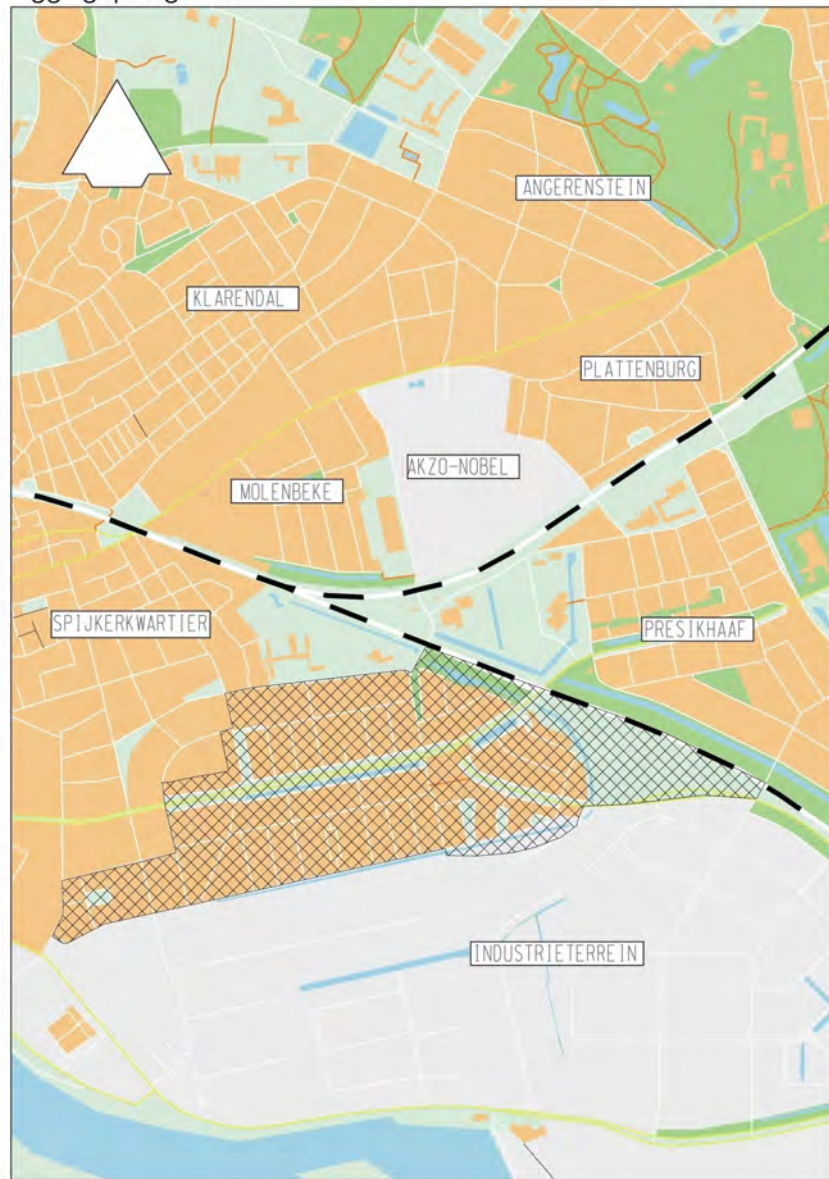 ANGERENSTEIN
KLARENDAL
PLATTENBURG
AKZO-NOBEL
MOLENBEKE
SPIJKERKWARTIER
PRESIKHAAF
INDUSTRIETERREIN